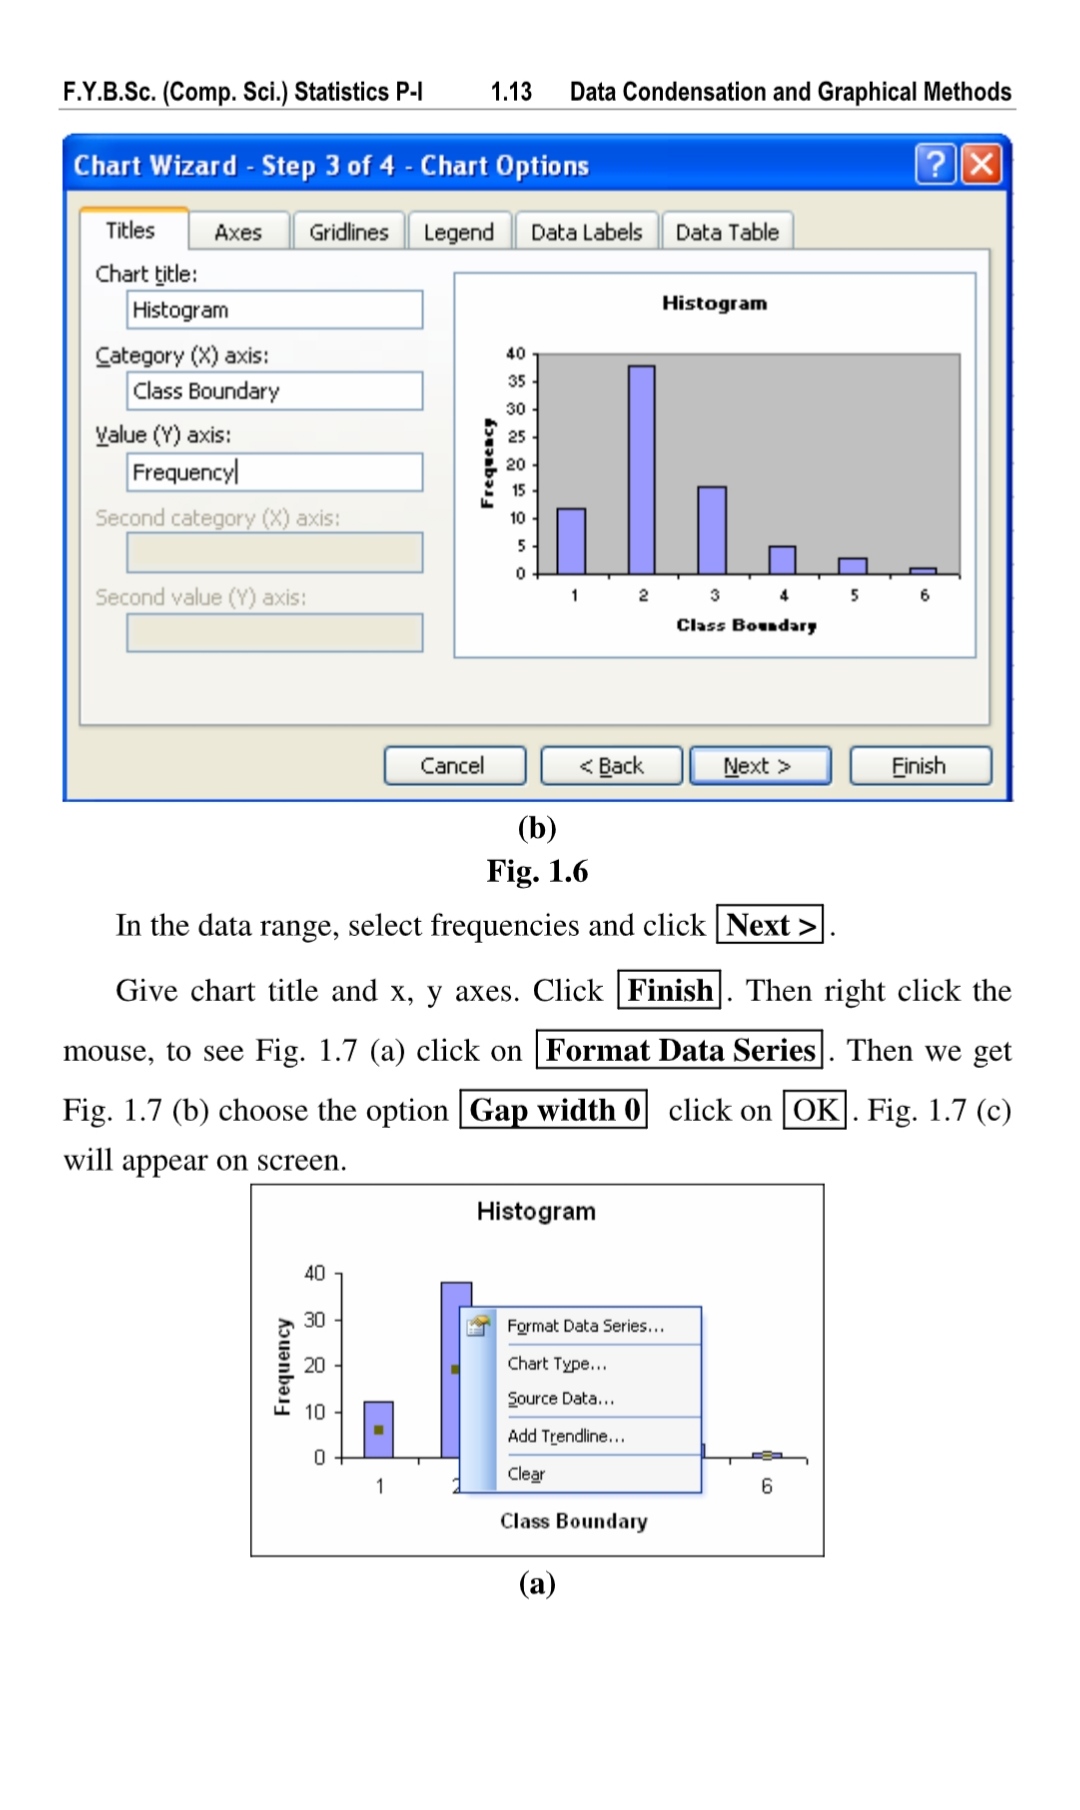 F.Y.B.Sc. (Comp. Sci.) Statistics P-I 1.13 Data Condensation and Graphical Methods
Chart Wizard - Step 3 of 4 - Chart Options
Titles Axes Gridlines Legend Data Labels Data Table
Chart title:
Histogram
Category (X) axis:
Class Boundary
Value (Y) axis:
Frequency
Second category (X) axis:
Second value (Y) axis:
Histogram
Frequency
40
35
30
25
20
15
10
5
0
1 2 3 4 5 6
Class Boundary
Cancel < Back Next > Finish
(b)
Fig. 1.6
In the data range, select frequencies and click Next > .
Give chart title and x, y axes. Click Finish . Then right click the
mouse, to see Fig. 1.7 (a) click on Format Data Series . Then we get
Fig. 1.7 (b) choose the option Gap width 0 click on OK . Fig. 1.7 (c)
will appear on screen.
Histogram
Frequency
40
30
20
10
0
Format Data Series...
Chart Type...
Source Data...
Add Trendline...
Clear
1 2 6
Class Boundary
(a)